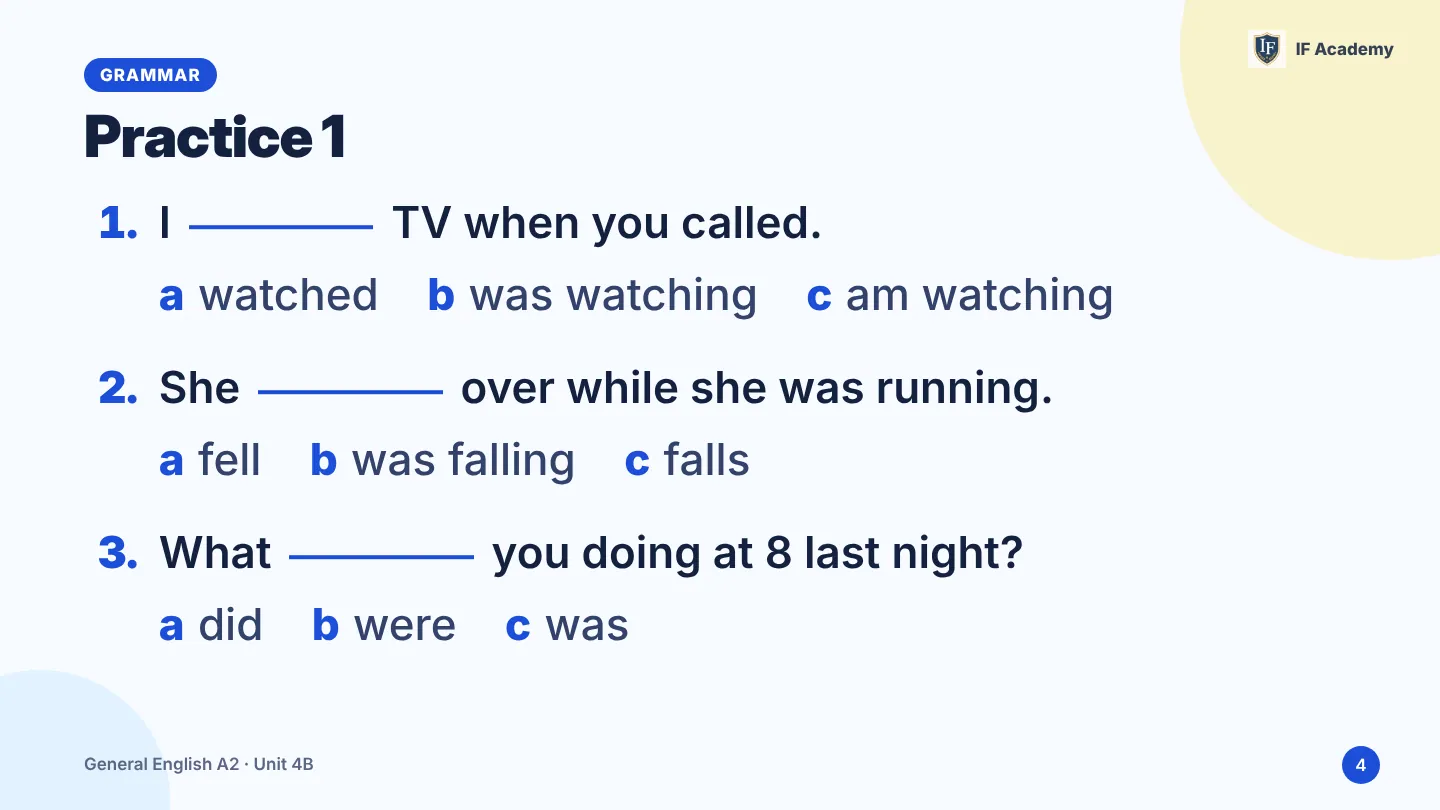 IF IF Academy
GRAMMAR
Practice 1
1. I ________ TV when you called.
a watched b was watching c am watching
2. She ________ over while she was running.
a fell b was falling c falls
3. What ________ you doing at 8 last night?
a did b were c was
General English A2 · Unit 4B
4